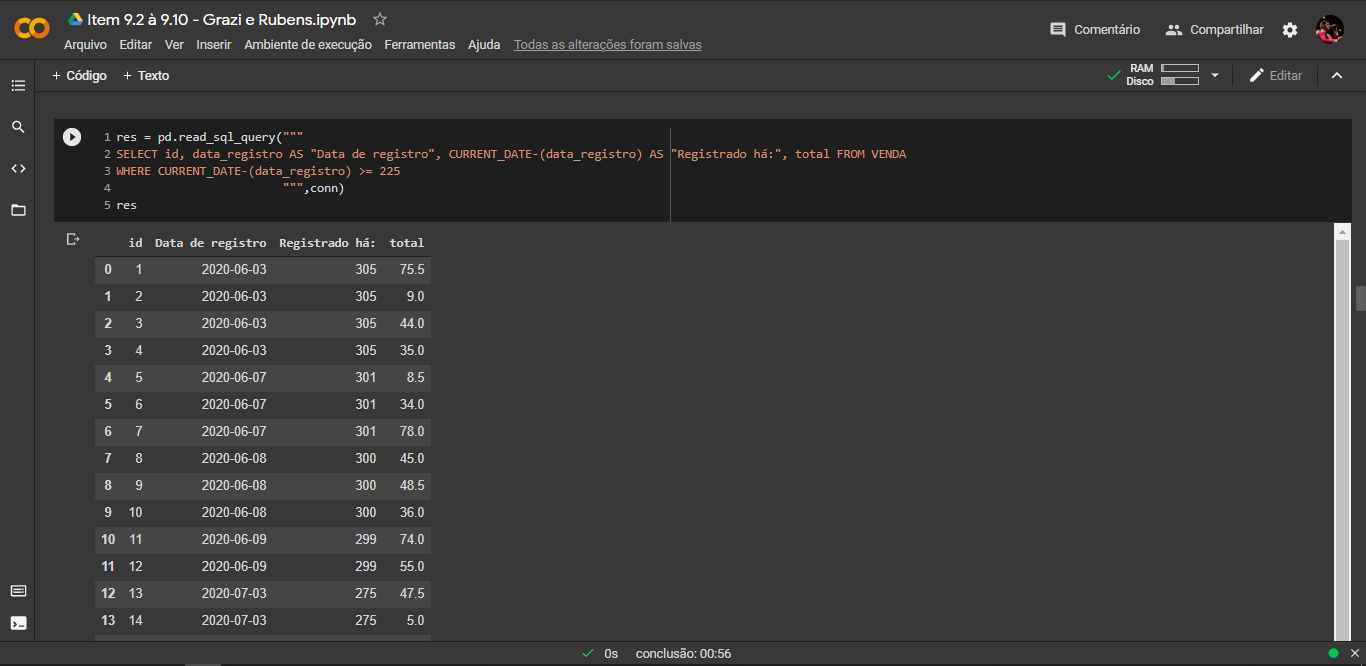 Item 9.2 à 9.10 - Grazi e Rubens.ipynb
Comentário Compartilhar
Arquivo Editar Ver Inserir Ambiente de execução Ferramentas Ajuda Todas as alterações foram salvas
+ Código + Texto
RAM
Disco
Editar
1 res = pd.read_sql_query("""
2 SELECT id, data_registro AS "Data de registro", CURRENT_DATE-(data_registro) AS "Registrado há:", total FROM VENDA
3 WHERE CURRENT_DATE-(data_registro) >= 225
4 """,conn)
5 res
id Data de registro Registrado há: total
0 1 2020-06-03 305 75.5
1 2 2020-06-03 305 9.0
2 3 2020-06-03 305 44.0
3 4 2020-06-03 305 35.0
4 5 2020-06-07 301 8.5
5 6 2020-06-07 301 34.0
6 7 2020-06-07 301 78.0
7 8 2020-06-08 300 45.0
8 9 2020-06-08 300 48.5
9 10 2020-06-08 300 36.0
10 11 2020-06-09 299 74.0
11 12 2020-06-09 299 55.0
12 13 2020-07-03 275 47.5
13 14 2020-07-03 275 5.0
0s conclusão: 00:56